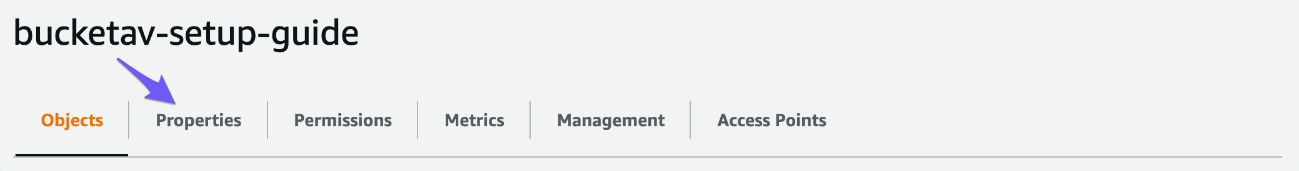 bucketav-setup-guide
Objects Properties Permissions Metrics Management Access Points